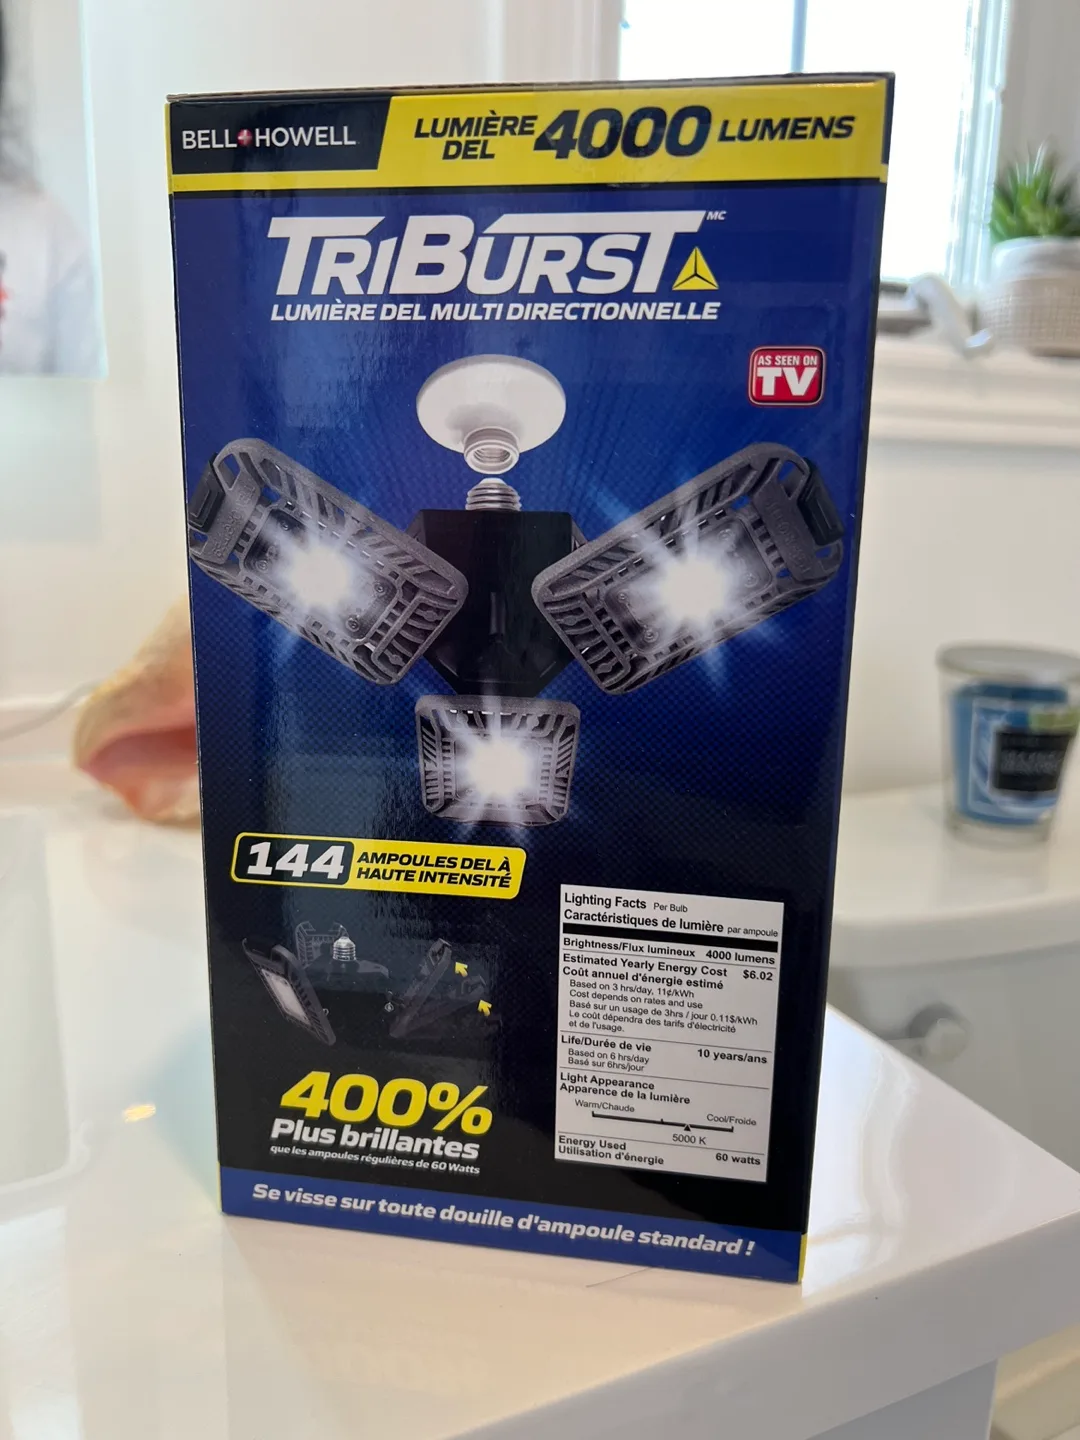 BELL+HOWELL
LUMIÈRE
DEL
4000 LUMENS
TRIBURST MC
LUMIÈRE DEL MULTI DIRECTIONNELLE
AS SEEN ON
TV
144 AMPOULES DEL À
HAUTE INTENSITÉ
400%
Plus brillantes
que les ampoules régulières de 60 Watts
Lighting Facts Per Bulb
Caractéristiques de lumière par ampoule
Brightness/Flux lumineux 4000 lumens
Estimated Yearly Energy Cost $6.02
Coût annuel d'énergie estimé
Based on 3 hrs/day, 11¢/kWh
Cost depends on rates and use
Basé sur un usage de 3hrs / jour 0.11$/kWh
Le coût dépendra des tarifs d'électricité
et de l'usage.
Life/Durée de vie 10 years/ans
Based on 6 hrs/day
Basé sur 6hrs/jour
Light Appearance
Apparence de la lumière
Warm/Chaude Cool/Froide
5000 K
Energy Used
Utilisation d'énergie 60 watts
Se visse sur toute douille d'ampoule standard !